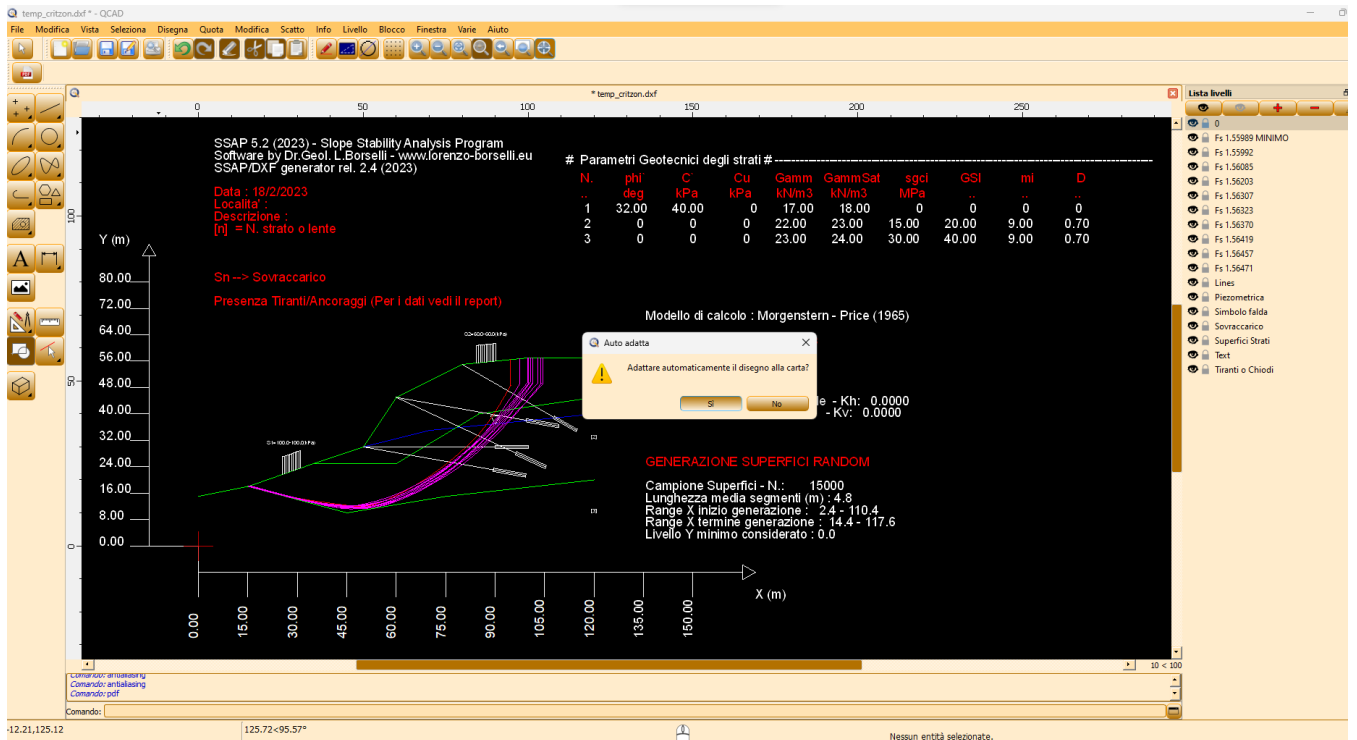 temp_critzon.dxf * - QCAD
File Modifica Vista Seleziona Disegna Quota Modifica Scatto Info Livello Blocco Finestra Varie Aiuto
PDF
* temp_critzon.dxf
0 50 100 150 200 250
100
50
0
SSAP 5.2 (2023) - Slope Stability Analysis Program
Software by Dr.Geol. L.Borselli - www.lorenzo-borselli.eu
SSAP/DXF generator rel. 2.4 (2023)
Data : 18/2/2023
Localita' :
Descrizione :
[n] = N. strato o lente
Sn --> Sovraccarico
Presenza Tiranti/Ancoraggi (Per i dati vedI il report)
# Parametri Geotecnici degli strati #
N. phi` C` Cu Gamm GammSat sgci GSI mi D
.. deg kPa kPa kN/m3 kN/m3 MPa .. .. ..
1 32.00 40.00 0 17.00 18.00 0 0 0 0
2 0 0 0 22.00 23.00 15.00 20.00 9.00 0.70
3 0 0 0 23.00 24.00 30.00 40.00 9.00 0.70
Modello di calcolo : Morgenstern - Price (1965)
Auto adatta
Adattare automaticamente il disegno alla carta?
Sì No
- Kh: 0.0000
- Kv: 0.0000
GENERAZIONE SUPERFICI RANDOM
Campione Superfici - N.: 15000
Lunghezza media segmenti (m) : 4.8
Range X inizio generazione : 2.4 - 110.4
Range X termine generazione : 14.4 - 117.6
Livello Y minimo considerato : 0.0
Y (m)
80.00
72.00
64.00
56.00
48.00
40.00
32.00
24.00
16.00
8.00
0.00
[2]
[3]
X (m)
0.00 15.00 30.00 45.00 60.00 75.00 90.00 105.00 120.00 135.00 150.00
10 < 100
Lista livelli
0
Fs 1.55989 MINIMO
Fs 1.55992
Fs 1.56085
Fs 1.56203
Fs 1.56307
Fs 1.56323
Fs 1.56370
Fs 1.56419
Fs 1.56457
Fs 1.56471
Lines
Piezometrica
Simbolo falda
Sovraccarico
Superfici Strati
Text
Tiranti o Chiodi
Comando: antialiasing
Comando: antialiasing
Comando: pdf
Comando:
-12.21,125.12
125.72<95.57°
Nessun entità selezionate.